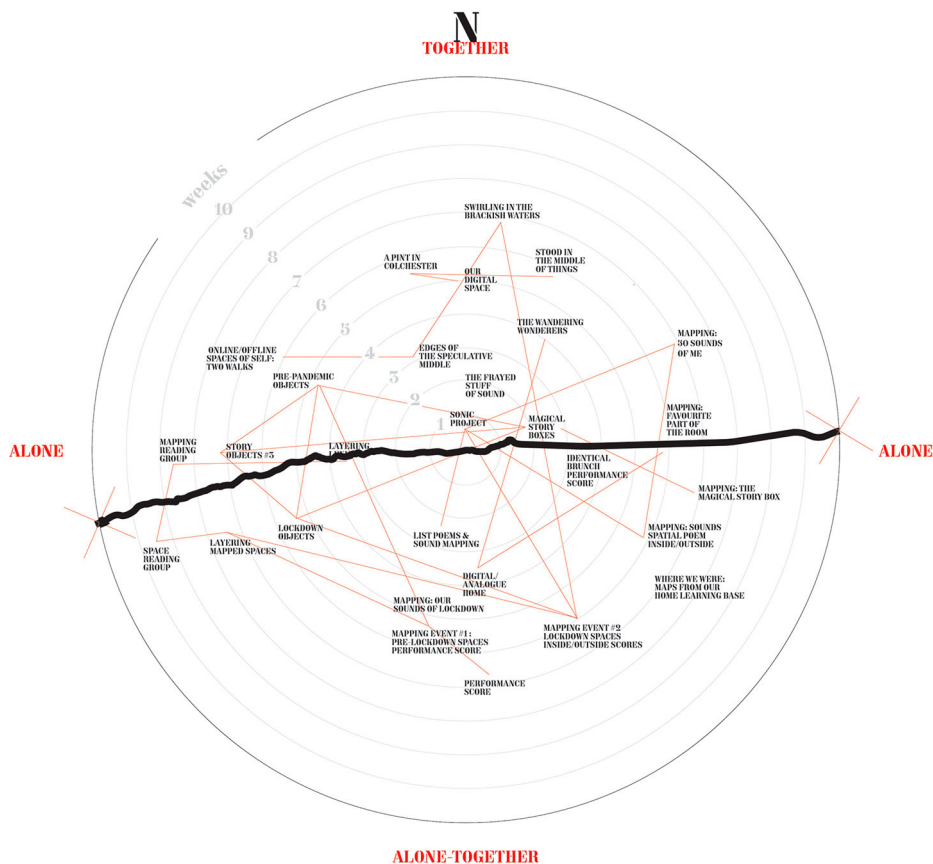 N
TOGETHER
weeks
10
9
8
7
6
5
4
3
2
1
SWIRLING IN THE
BRACKISH WATERS
A PINT IN
COLCHESTER
OUR
DIGITAL
SPACE
STOOD IN
THE MIDDLE
OF THINGS
THE WANDERING
WONDERERS
MAPPING:
30 SOUNDS
OF ME
ONLINE/OFFLINE
SPACES OF SELF:
TWO WALKS
EDGES OF
THE SPECULATIVE
MIDDLE
PRE-PANDEMIC
OBJECTS
THE FRAYED
STUFF
OF SOUND
SONIC
PROJECT
MAGICAL
STORY
BOXES
MAPPING:
FAVOURITE
PART OF
THE ROOM
ALONE
MAPPING
READING
GROUP
STORY
OBJECTS #3
LAYERING
IDENTICAL
BRUNCH
PERFORMANCE
SCORE
ALONE
MAPPING: THE
MAGICAL STORY BOX
LOCKDOWN
OBJECTS
LIST POEMS &
SOUND MAPPING
MAPPING: SOUNDS
SPATIAL POEM
INSIDE/OUTSIDE
SPACE
READING
GROUP
LAYERING
MAPPED SPACES
DIGITAL/
ANALOGUE
HOME
WHERE WE WERE:
MAPS FROM OUR
HOME LEARNING BASE
MAPPING: OUR
SOUNDS OF LOCKDOWN
MAPPING EVENT #1:
PRE-LOCKDOWN SPACES
PERFORMANCE SCORE
MAPPING EVENT #2
LOCKDOWN SPACES
INSIDE/OUTSIDE SCORES
PERFORMANCE
SCORE
ALONE-TOGETHER